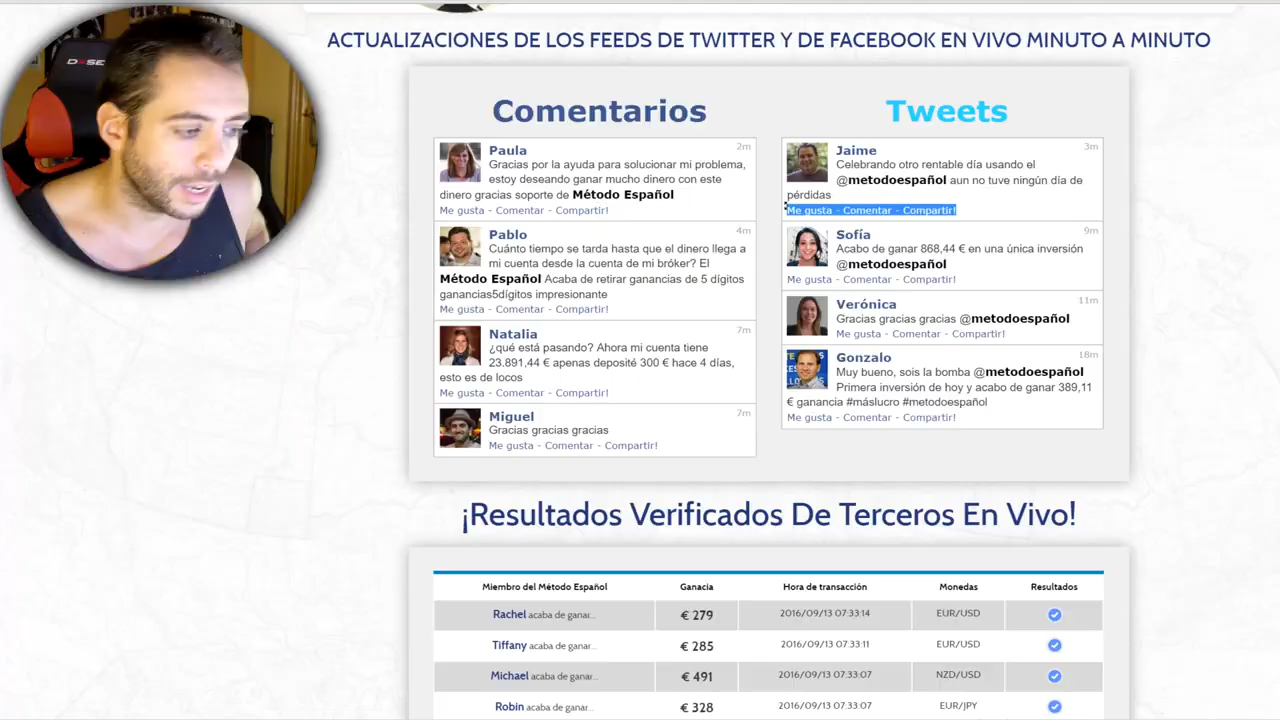 ACTUALIZACIONES DE LOS FEEDS DE TWITTER Y DE FACEBOOK EN VIVO MINUTO A MINUTO
Comentarios
Paula
2m
Gracias por la ayuda para solucionar mi problema,
estoy deseando ganar mucho dinero con este
dinero gracias soporte de Método Español
Me gusta - Comentar - Compartir!
Pablo
4m
Cuánto tiempo se tarda hasta que el dinero llega a
mi cuenta desde la cuenta de mi bróker? El
Método Español Acaba de retirar ganancias de 5 dígitos
ganancias5dígitos impresionante
Me gusta - Comentar - Compartir!
Natalia
7m
¿qué está pasando? Ahora mi cuenta tiene
23.891,44 € apenas deposité 300 € hace 4 días,
esto es de locos
Me gusta - Comentar - Compartir!
Miguel
7m
Gracias gracias gracias
Me gusta - Comentar - Compartir!
Tweets
Jaime
3m
Celebrando otro rentable día usando el
@metodoespañol aun no tuve ningún día de
pérdidas
Me gusta - Comentar - Compartir!
Sofía
9m
Acabo de ganar 868,44 € en una única inversión
@metodoespañol
Me gusta - Comentar - Compartir!
Verónica
11m
Gracias gracias gracias @metodoespañol
Me gusta - Comentar - Compartir!
Gonzalo
18m
Muy bueno, sois la bomba @metodoespañol
Primera inversión de hoy y acabo de ganar 389,11
€ ganancia #máslucro #metodoespañol
Me gusta - Comentar - Compartir!
¡Resultados Verificados De Terceros En Vivo!
Miembro del Método Español Ganacia Hora de transacción Monedas Resultados
Rachel acaba de ganar... € 279 2016/09/13 07:33:14 EUR/USD
Tiffany acaba de ganar... € 285 2016/09/13 07:33:11 EUR/USD
Michael acaba de ganar... € 491 2016/09/13 07:33:07 NZD/USD
Robin acaba de ganar... € 328 2016/09/13 07:33:07 EUR/JPY